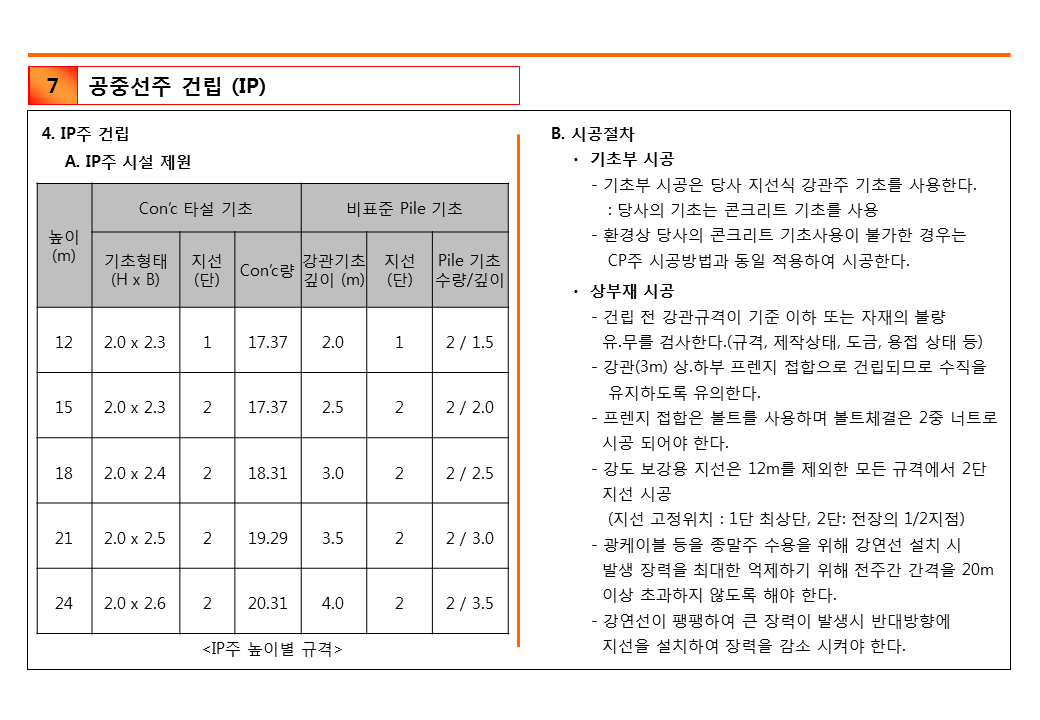 7 공중선주 건립 (IP)
4. IP주 건립
A. IP주 시설 제원
높이 (m) Con’c 타설 기초 비표준 Pile 기초
기초형태 지선 Con’c량 강관기초 지선 Pile 기초
(H x B) (단) 깊이 (m) (단) 수량/깊이
12 2.0 x 2.3 1 17.37 2.0 1 2 / 1.5
15 2.0 x 2.3 2 17.37 2.5 2 2 / 2.0
18 2.0 x 2.4 2 18.31 3.0 2 2 / 2.5
21 2.0 x 2.5 2 19.29 3.5 2 2 / 3.0
24 2.0 x 2.6 2 20.31 4.0 2 2 / 3.5
<IP주 높이별 규격>
B. 시공절차
• 기초부 시공
- 기초부 시공은 당사 지선식 강관주 기초를 사용한다.
: 당사의 기초는 콘크리트 기초를 사용
- 환경상 당사의 콘크리트 기초사용이 불가한 경우는
CP주 시공방법과 동일 적용하여 시공한다.
• 상부재 시공
- 건립 전 강관규격이 기준 이하 또는 자재의 불량
유.무를 검사한다.(규격, 제작상태, 도금, 용접 상태 등)
- 강관(3m) 상.하부 프렌지 접합으로 건립되므로 수직을
유지하도록 유의한다.
- 프렌지 접합은 볼트를 사용하며 볼트체결은 2중 너트로
시공 되어야 한다.
- 강도 보강용 지선은 12m를 제외한 모든 규격에서 2단
지선 시공
(지선 고정위치 : 1단 최상단, 2단: 전장의 1/2지점)
- 광케이블 등을 종말주 수용을 위해 강연선 설치 시
발생 장력을 최대한 억제하기 위해 전주간 간격을 20m
이상 초과하지 않도록 해야 한다.
- 강연선이 팽팽하여 큰 장력이 발생시 반대방향에
지선을 설치하여 장력을 감소 시켜야 한다.